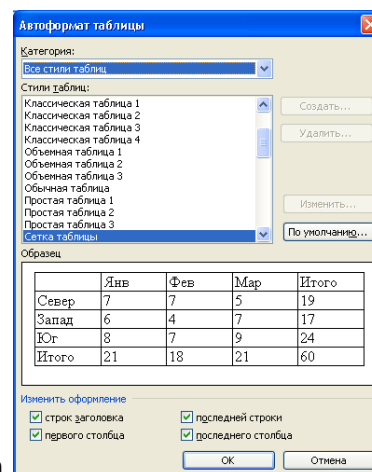 Автоформат таблицы
Категория:
Все стили таблиц
Стили таблиц:
Классическая таблица 1
Классическая таблица 2
Классическая таблица 3
Классическая таблица 4
Объемная таблица 1
Объемная таблица 2
Объемная таблица 3
Обычная таблица
Простая таблица 1
Простая таблица 2
Простая таблица 3
Сетка таблицы
Создать...
Удалить...
Изменить...
По умолчанию...
Образец
Янв Фев Мар Итого
Север 7 7 5 19
Запад 6 4 7 17
Юг 8 7 9 24
Итого 21 18 21 60
Изменить оформление
строк заголовка
последней строки
первого столбца
последнего столбца
ОК
Отмена